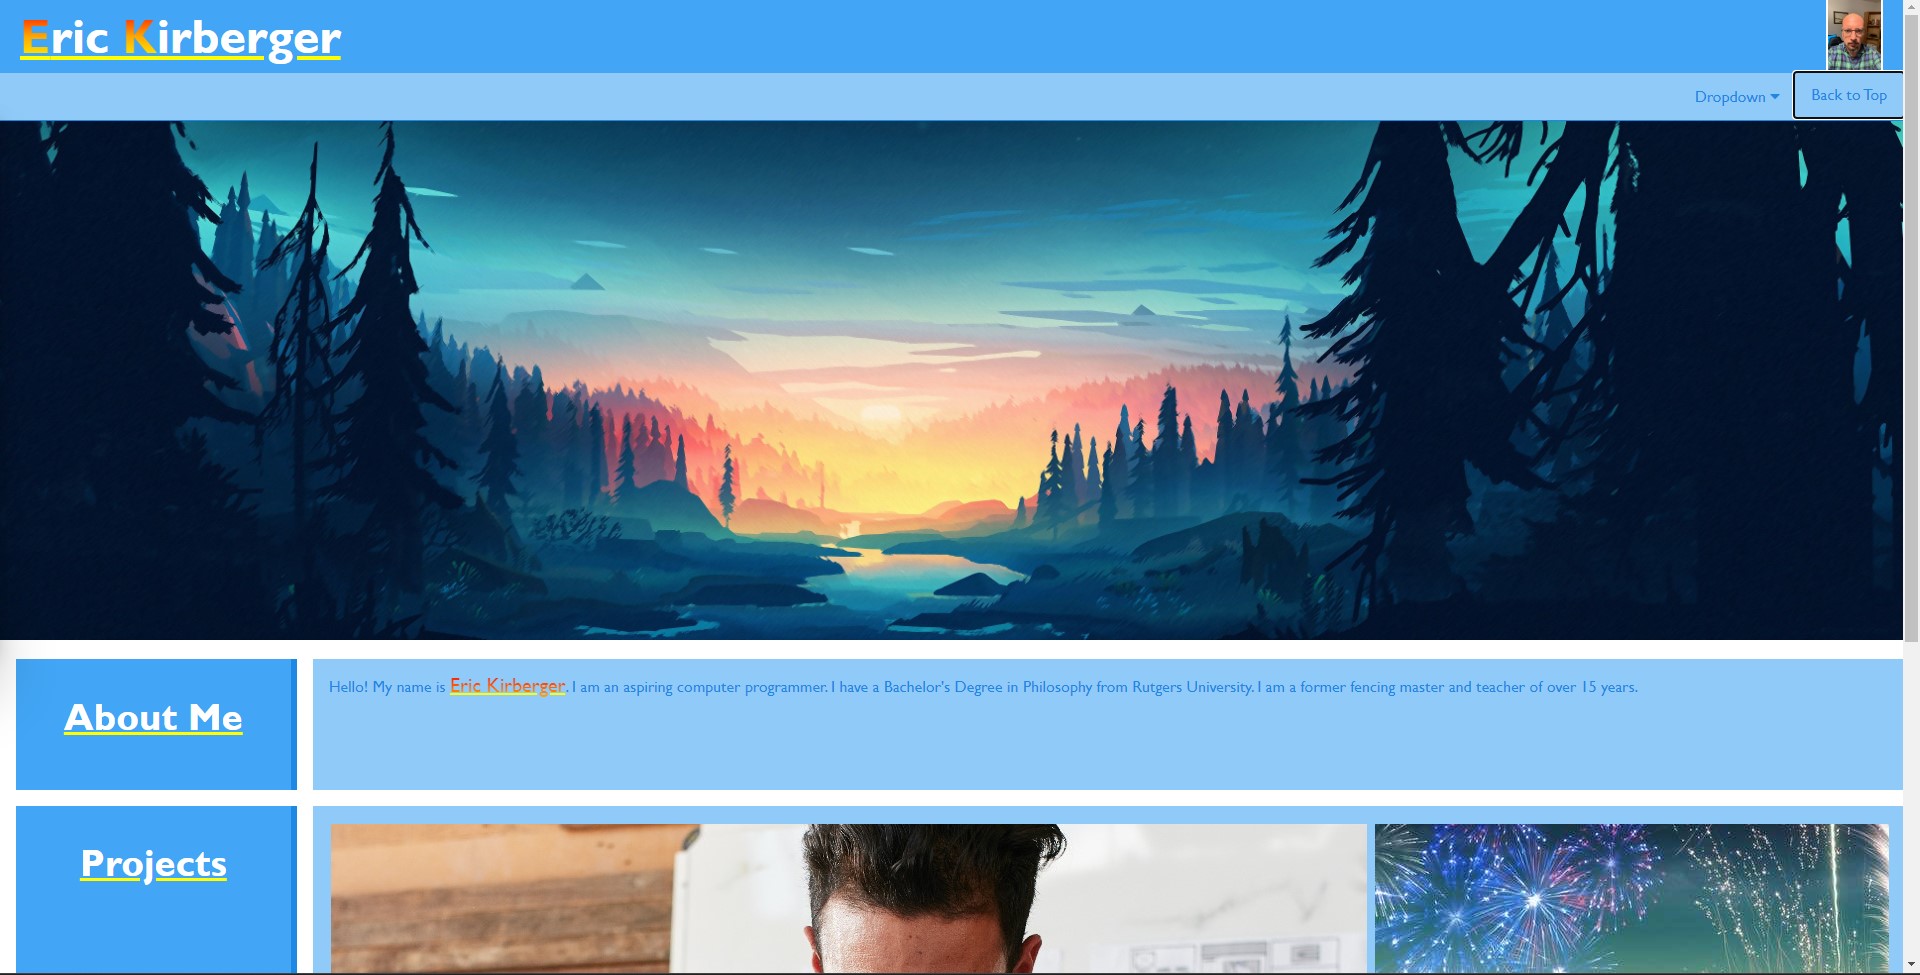 Eric Kirberger
Dropdown
Back to Top
About Me
Hello! My name is Eric Kirberger. I am an aspiring computer programmer. I have a Bachelor's Degree in Philosophy from Rutgers University. I am a former fencing master and teacher of over 15 years.
Projects